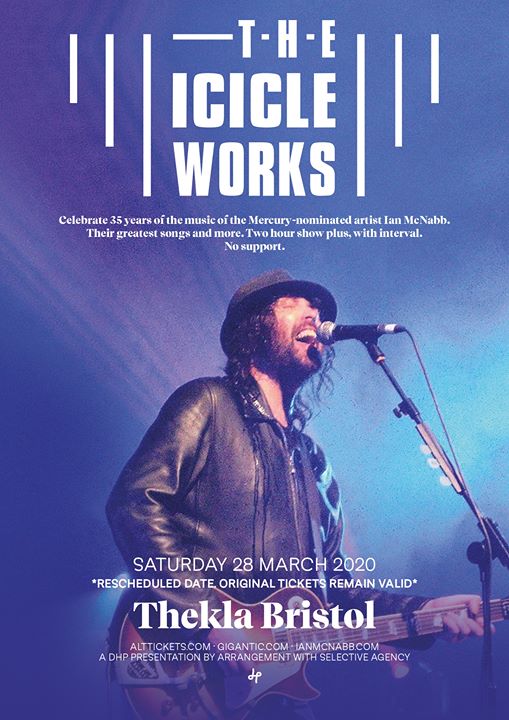 T·H·E
ICICLE
WORKS
Celebrate 35 years of the music of the Mercury-nominated artist Ian McNabb.
Their greatest songs and more. Two hour show plus, with interval.
No support.
SATURDAY 28 MARCH 2020
*RESCHEDULED DATE, ORIGINAL TICKETS REMAIN VALID*
Thekla Bristol
ALTTICKETS.COM · GIGANTIC.COM · IANMCNABB.COM
A DHP PRESENTATION BY ARRANGEMENT WITH SELECTIVE AGENCY
dhp